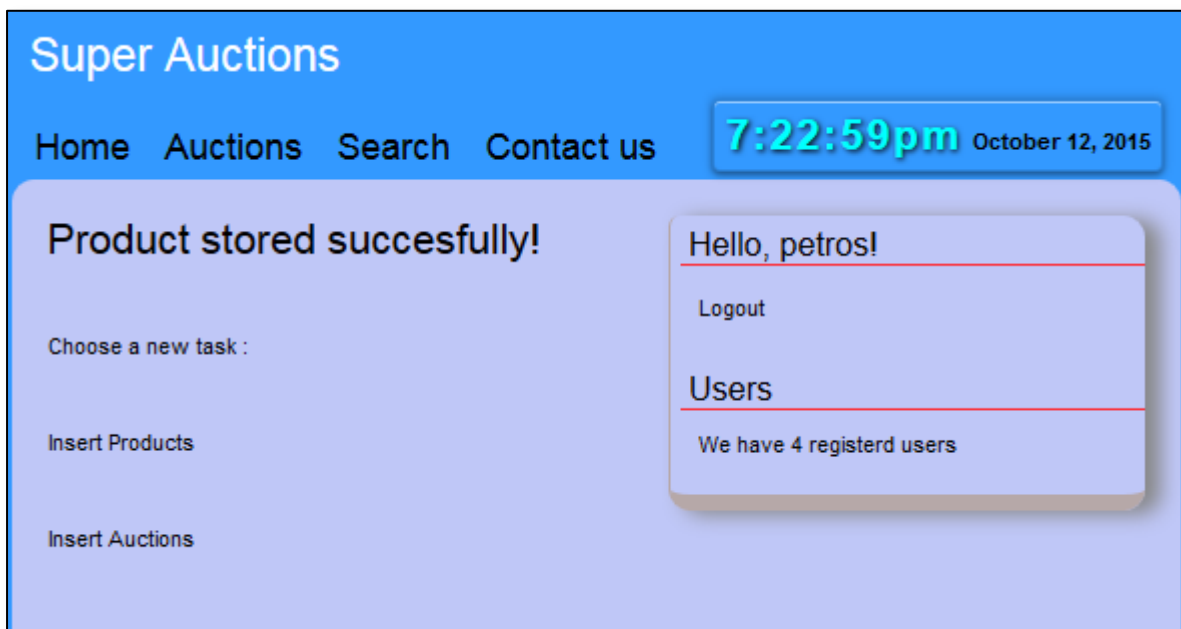 Super Auctions
Home Auctions Search Contact us
7:22:59pm October 12, 2015
Product stored succesfully!
Choose a new task :
Insert Products
Insert Auctions
Hello, petros!
Logout
Users
We have 4 registerd users